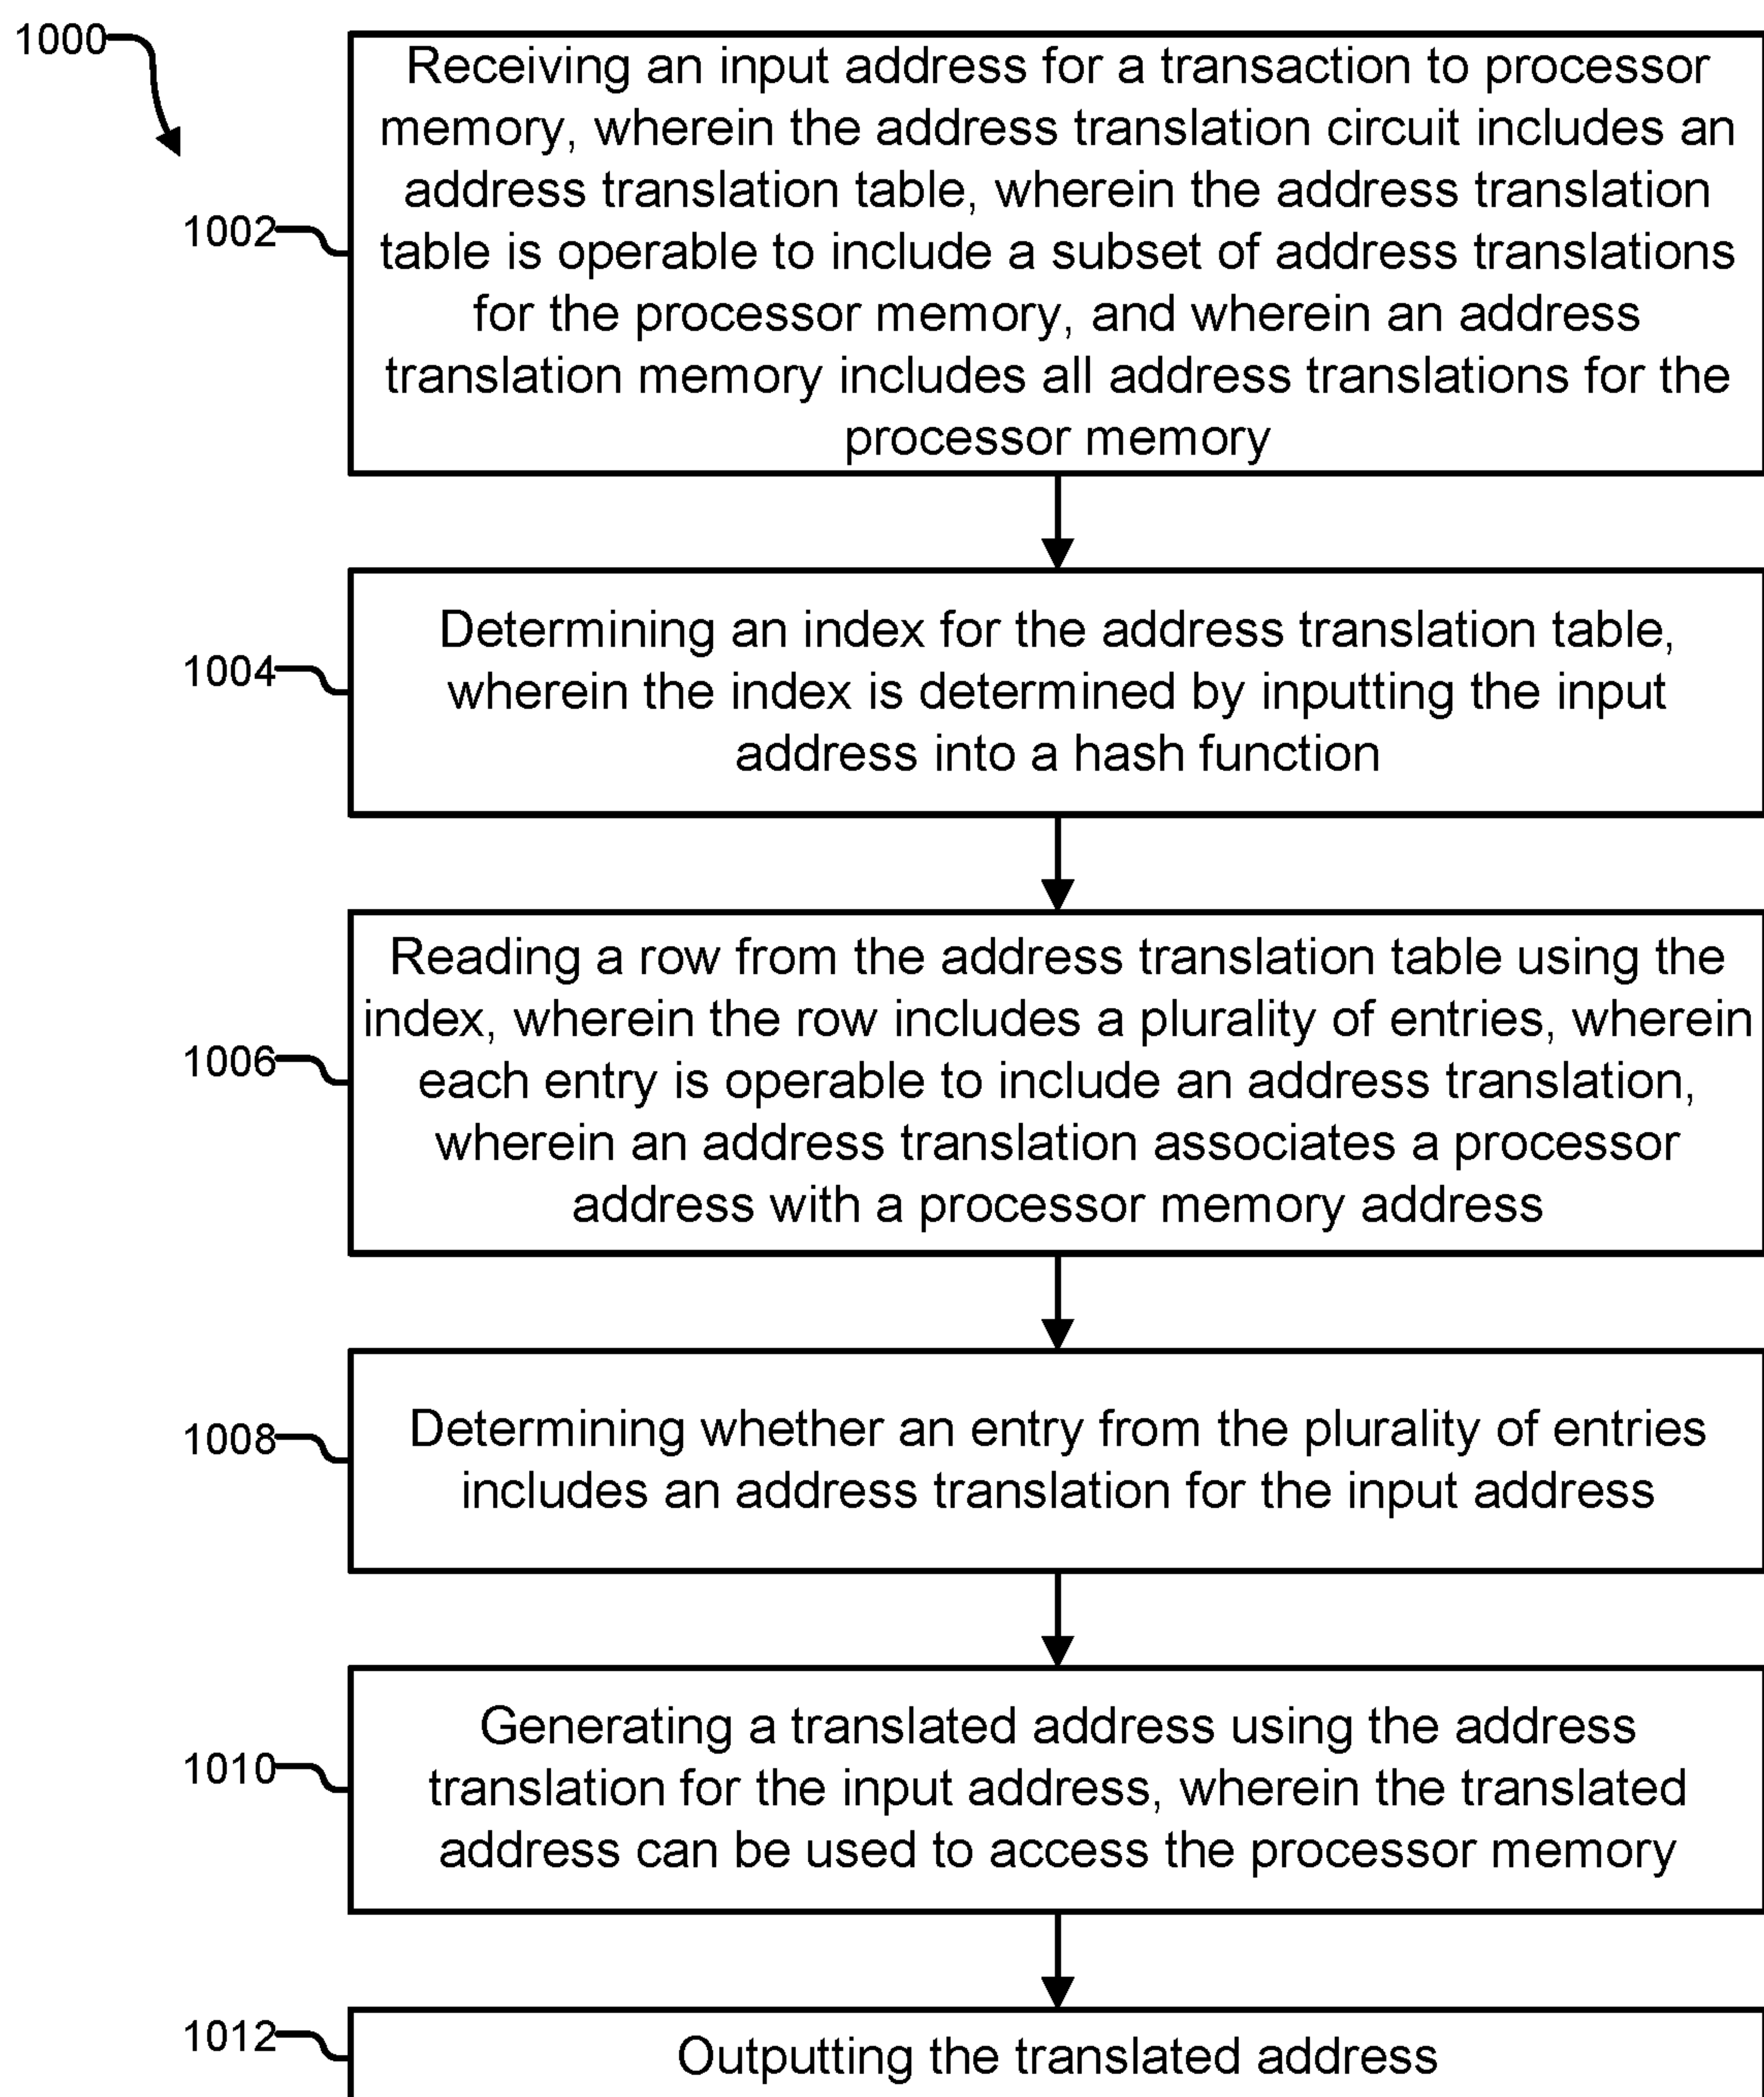 1000
Receiving an input address for a transaction to processor
memory, wherein the address translation circuit includes an
address translation table, wherein the address translation
1002
table is operable to include a subset of address translations
for the processor memory, and wherein an address
translation memory includes all address translations for the
processor memory
Determining an index for the address translation table,
1004
wherein the index is determined by inputting the input
address into a hash function
Reading a row from the address translation table using the
index, wherein the row includes a plurality of entries, wherein
1006
each entry is operable to include an address translation,
wherein an address translation associates a processor
address with a processor memory address
1008
Determining whether an entry from the plurality of entries
includes an address translation for the input address
Generating a translated address using the address
1010
translation for the input address, wherein the translated
address can be used to access the processor memory
1012
Outputting the translated address